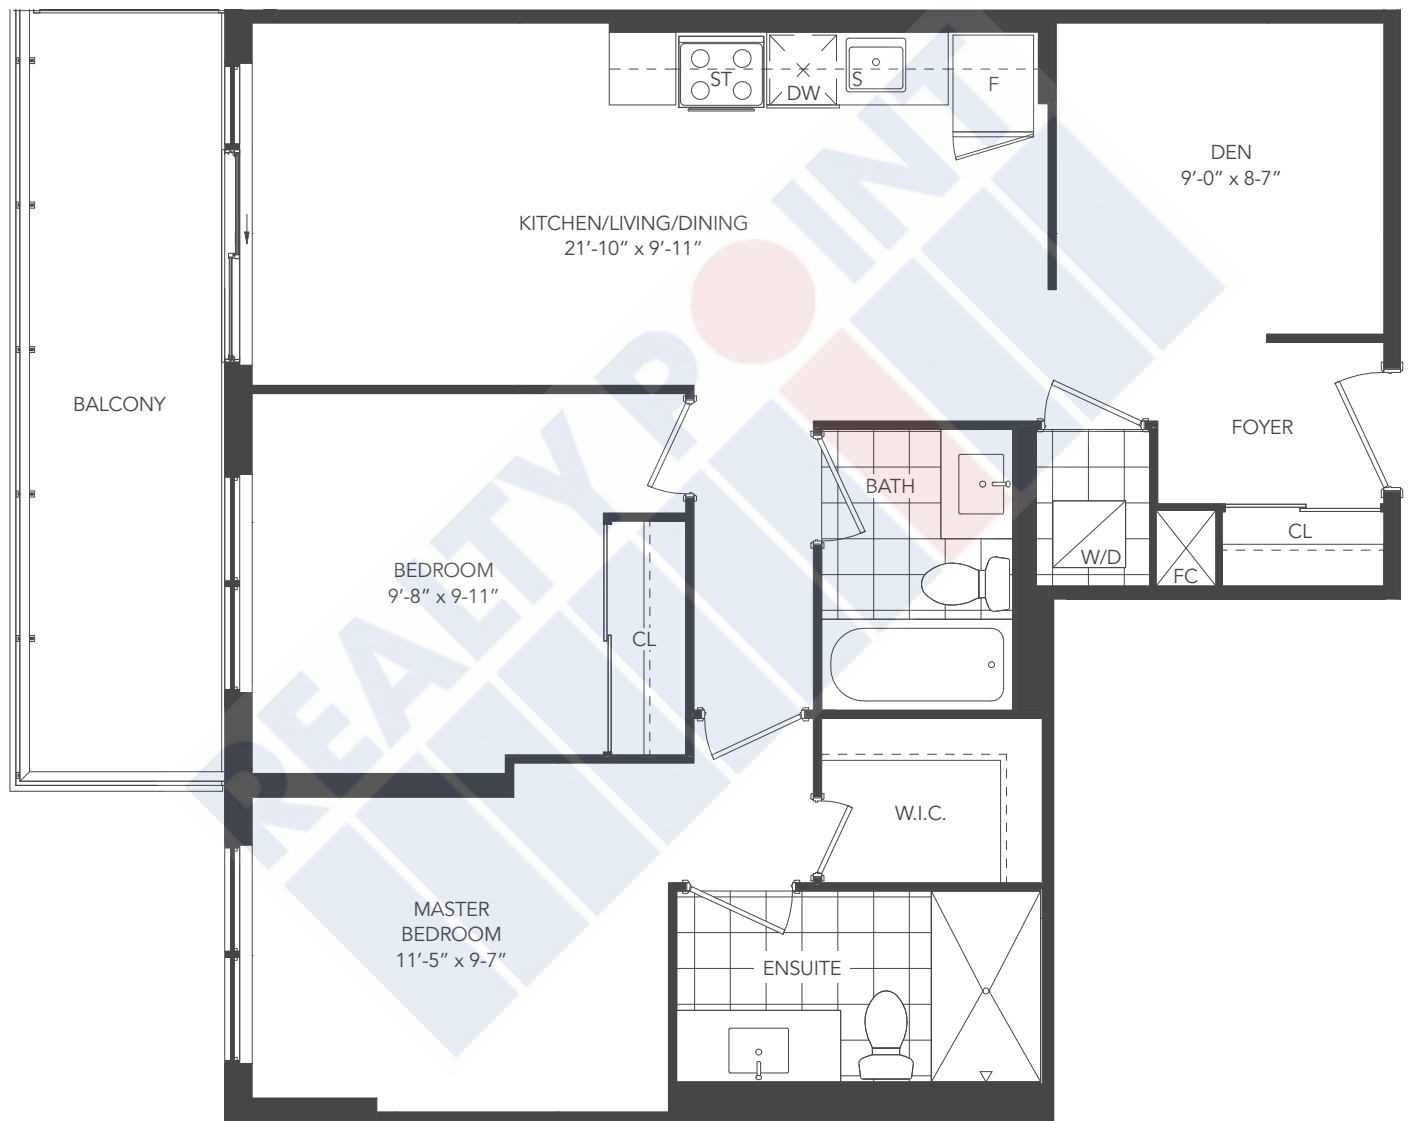 ST
DW
S
F
DEN
9'-0” x 8-7”
KITCHEN/LIVING/DINING
21'-10” x 9'-11”
BALCONY
FOYER
BATH
CL
W/D
FC
BEDROOM
9'-8” x 9-11”
CL
W.I.C.
MASTER
BEDROOM
11'-5” x 9-7”
ENSUITE
REALTY POINT